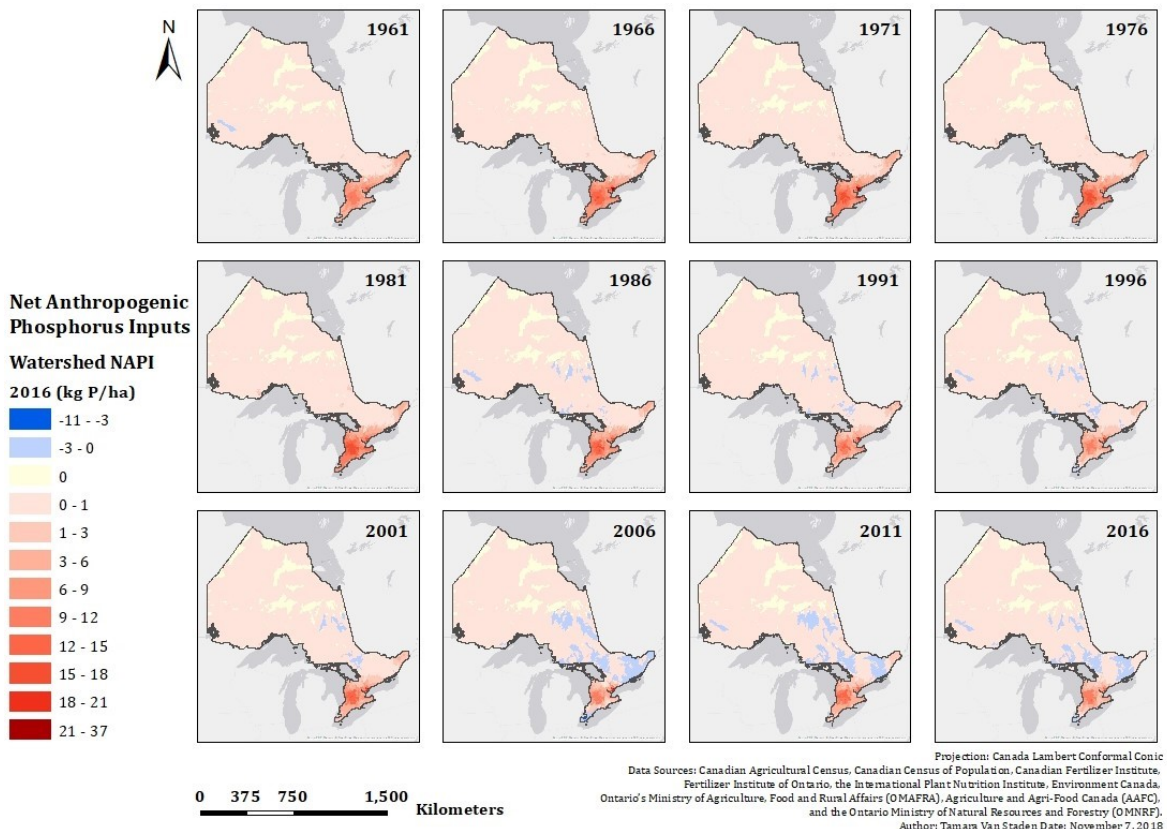 N
1961
1966
1971
1976
1981
1986
1991
1996
Net Anthropogenic
Phosphorus Inputs
Watershed NAPI
2016 (kg P/ha)
-11 - -3
-3 - 0
0
0 - 1
1 - 3
3 - 6
6 - 9
9 - 12
12 - 15
15 - 18
18 - 21
21 - 37
2001
2006
2011
2016
0 375 750 1,500 Kilometers
Projection: Canada Lambert Conformal Conic
Data Sources: Canadian Agricultural Census, Canadian Census of Population, Canadian Fertilizer Institute,
Fertilizer Institute of Ontario, the International Plant Nutrition Institute, Environment Canada,
Ontario's Ministry of Agriculture, Food and Rural Affairs (OMAFRA), Agriculture and Agri-Food Canada (AAFC),
and the Ontario Ministry of Natural Resources and Forestry (OMNRF).
Author: Tamara Van Staden Date: November 7, 2018